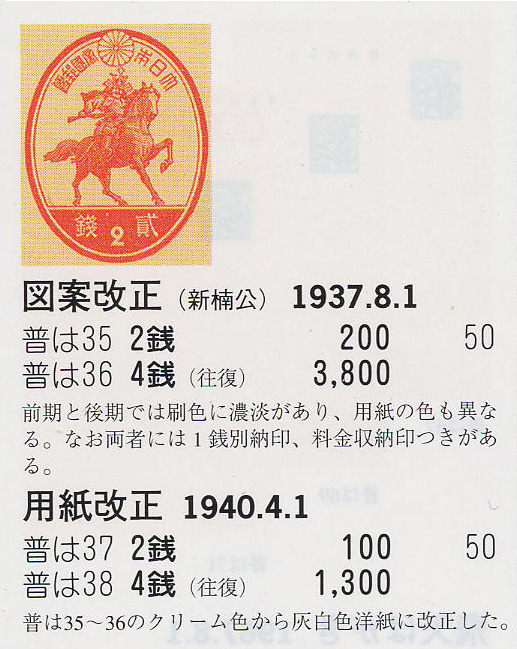 大日本帝國郵便
貳 2 錢
図案改正（新楠公） 1937.8.1
普は35 2銭 200 50
普は36 4銭（往復） 3,800
前期と後期では刷色に濃淡があり、用紙の色も異な
る。なお両者には1銭別納印、料金収納印つきがあ
る。
用紙改正 1940.4.1
普は37 2銭 100 50
普は38 4銭（往復） 1,300
普は35～36のクリーム色から灰白色洋紙に改正した。